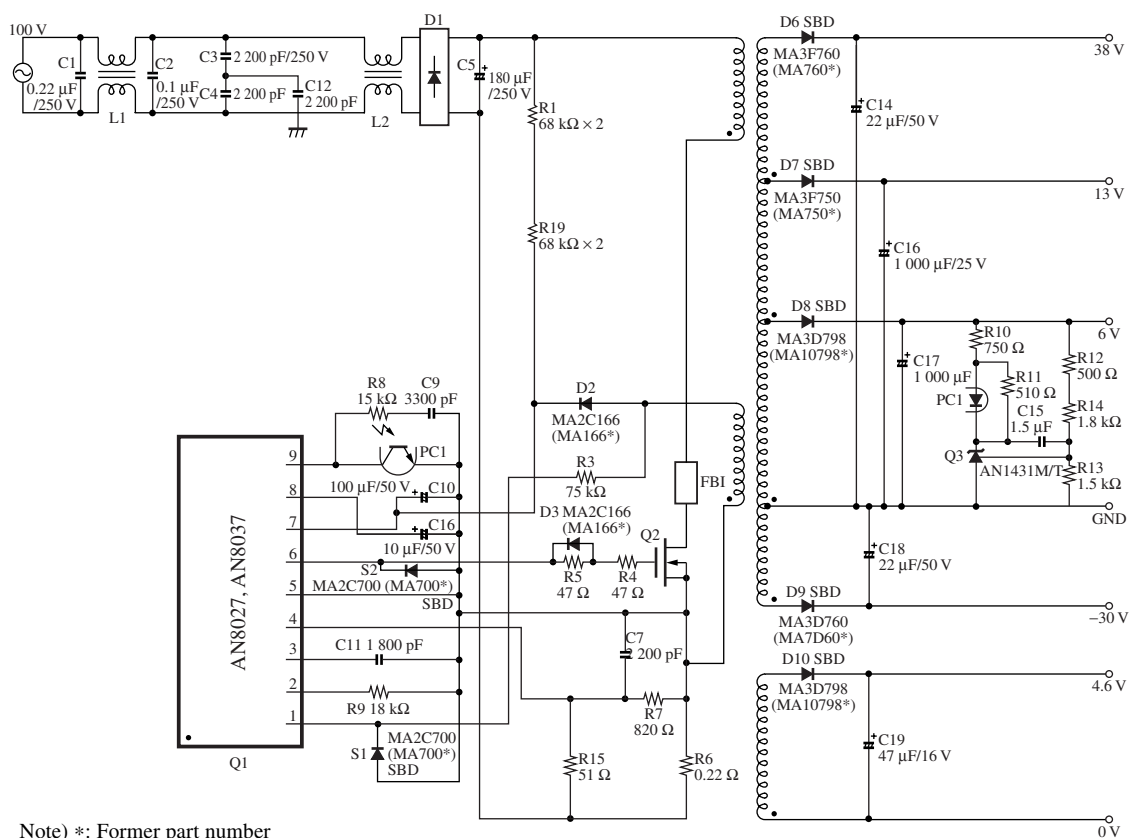 100 V
C1
0.22 µF
/250 V
L1
C2
0.1 µF
/250 V
C3
2 200 pF/250 V
C4
2 200 pF
C12
2 200 pF
L2
D1
C5
180 µF
/250 V
R1
68 kΩ × 2
R19
68 kΩ × 2
D6 SBD
MA3F760
(MA760*)
38 V
C14
22 µF/50 V
D7 SBD
MA3F750
(MA750*)
13 V
C16
1 000 µF/25 V
D8 SBD
MA3D798
(MA10798*)
6 V
C17
1 000 µF
R10
750 Ω
R11
510 Ω
R12
500 Ω
PC1
C15
1.5 µF
R14
1.8 kΩ
Q3
AN1431M/T
R13
1.5 kΩ
GND
C18
22 µF/50 V
D9 SBD
MA3D760
(MA7D60*)
−30 V
D10 SBD
MA3D798
(MA10798*)
4.6 V
C19
47 µF/16 V
0 V
R8
15 kΩ
C9
3300 pF
PC1
D2
MA2C166
(MA166*)
R3
75 kΩ
FBI
100 µF/50 V
C10
C16
10 µF/50 V
D3 MA2C166
(MA166*)
Q2
R5
47 Ω
R4
47 Ω
S2
MA2C700 (MA700*)
SBD
C7
2 200 pF
C11 1 800 pF
R9 18 kΩ
R7
820 Ω
S1
MA2C700
(MA700*)
SBD
R15
51 Ω
R6
0.22 Ω
AN8027, AN8037
9
8
7
6
5
4
3
2
1
Q1
Note) *: Former part number